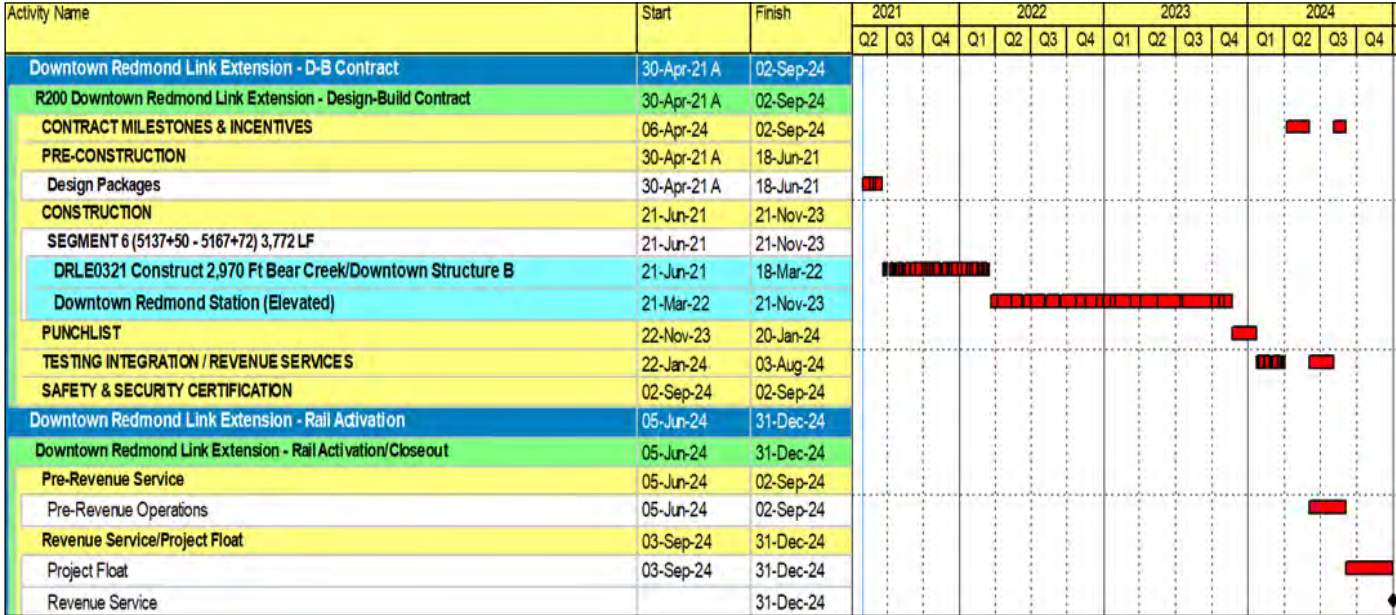 Activity Name Start Finish 2021 2022 2023 2024
Q2 Q3 Q4 Q1 Q2 Q3 Q4 Q1 Q2 Q3 Q4 Q1 Q2 Q3 Q4
Downtown Redmond Link Extension - D-B Contract 30-Apr-21 A 02-Sep-24
R200 Downtown Redmond Link Extension - Design-Build Contract 30-Apr-21 A 02-Sep-24
CONTRACT MILESTONES & INCENTIVES 06-Apr-24 02-Sep-24
PRE-CONSTRUCTION 30-Apr-21 A 18-Jun-21
Design Packages 30-Apr-21 A 18-Jun-21
CONSTRUCTION 21-Jun-21 21-Nov-23
SEGMENT 6 (5137+50 - 5167+72) 3,772 LF 21-Jun-21 21-Nov-23
DRLE0321 Construct 2,970 Ft Bear Creek/Downtown Structure B 21-Jun-21 18-Mar-22
Downtown Redmond Station (Elevated) 21-Mar-22 21-Nov-23
PUNCHLIST 22-Nov-23 20-Jan-24
TESTING INTEGRATION / REVENUE SERVICES 22-Jan-24 03-Aug-24
SAFETY & SECURITY CERTIFICATION 02-Sep-24 02-Sep-24
Downtown Redmond Link Extension - Rail Activation 05-Jun-24 31-Dec-24
Downtown Redmond Link Extension - Rail Activation/Closeout 05-Jun-24 31-Dec-24
Pre-Revenue Service 05-Jun-24 02-Sep-24
Pre-Revenue Operations 05-Jun-24 02-Sep-24
Revenue Service/Project Float 03-Sep-24 31-Dec-24
Project Float 03-Sep-24 31-Dec-24
Revenue Service 31-Dec-24